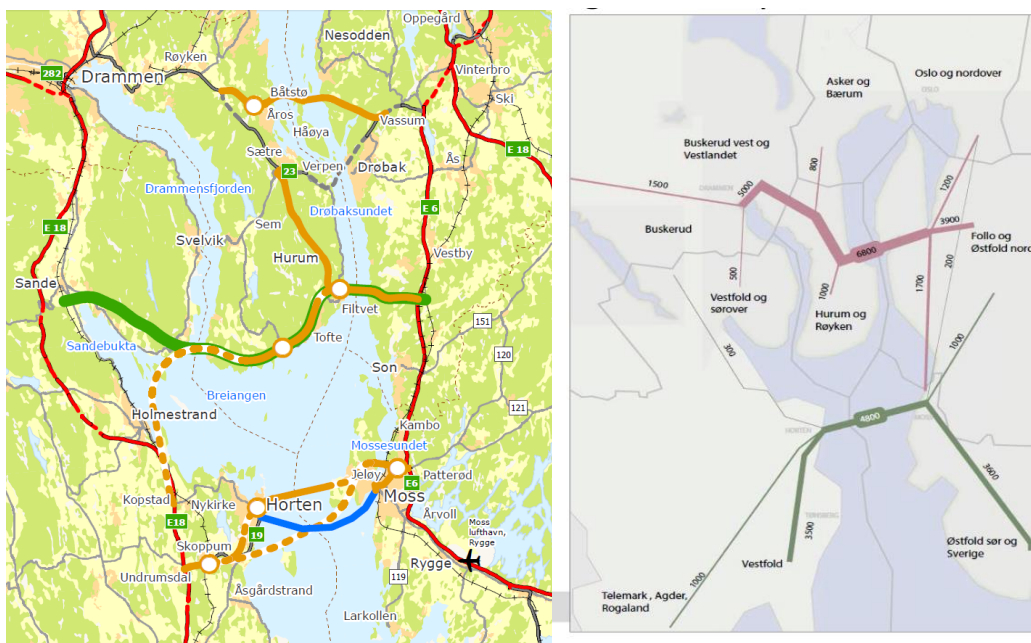 Oppegård
Nesodden
Røyken
Drammen
282
Vinterbro
Båtstø
Ski
Åros
Håøya
Vassum
Sætre
Verpen
Drøbak
E 18
Ås
23
Drammensfjorden
Drøbaksundet
E 6
E 18
Sem
Svelvik
Hurum
Vestby
Sande
Filtvet
151
Sandebukta
Tofte
Son
120
Breiangen
121
Holmestrand
Kambo
Mossesundet
Jeløy
Patterød
Kopstad
Nykirke
Horten
Moss
E6
Årvoll
E18
19
Moss
lufthavn,
Rygge
Skoppum
Undrumsdal
Rygge
119
Åsgårdstrand
Larkollen
Oslo og nordover
Asker og
Bærum
OSLO
Buskerud vest og
Vestlandet
800
1500
DRAMMEN
5000
1200
3900
Buskerud
6800
Follo og
Østfold nord
200
500
1000
1700
Vestfold og
sørover
Hurum og
Røyken
300
1000
HORTEN
4800
3600
TØNSBERG
3500
Østfold sør og
Sverige
Vestfold
1000
Telemark , Agder,
Rogaland